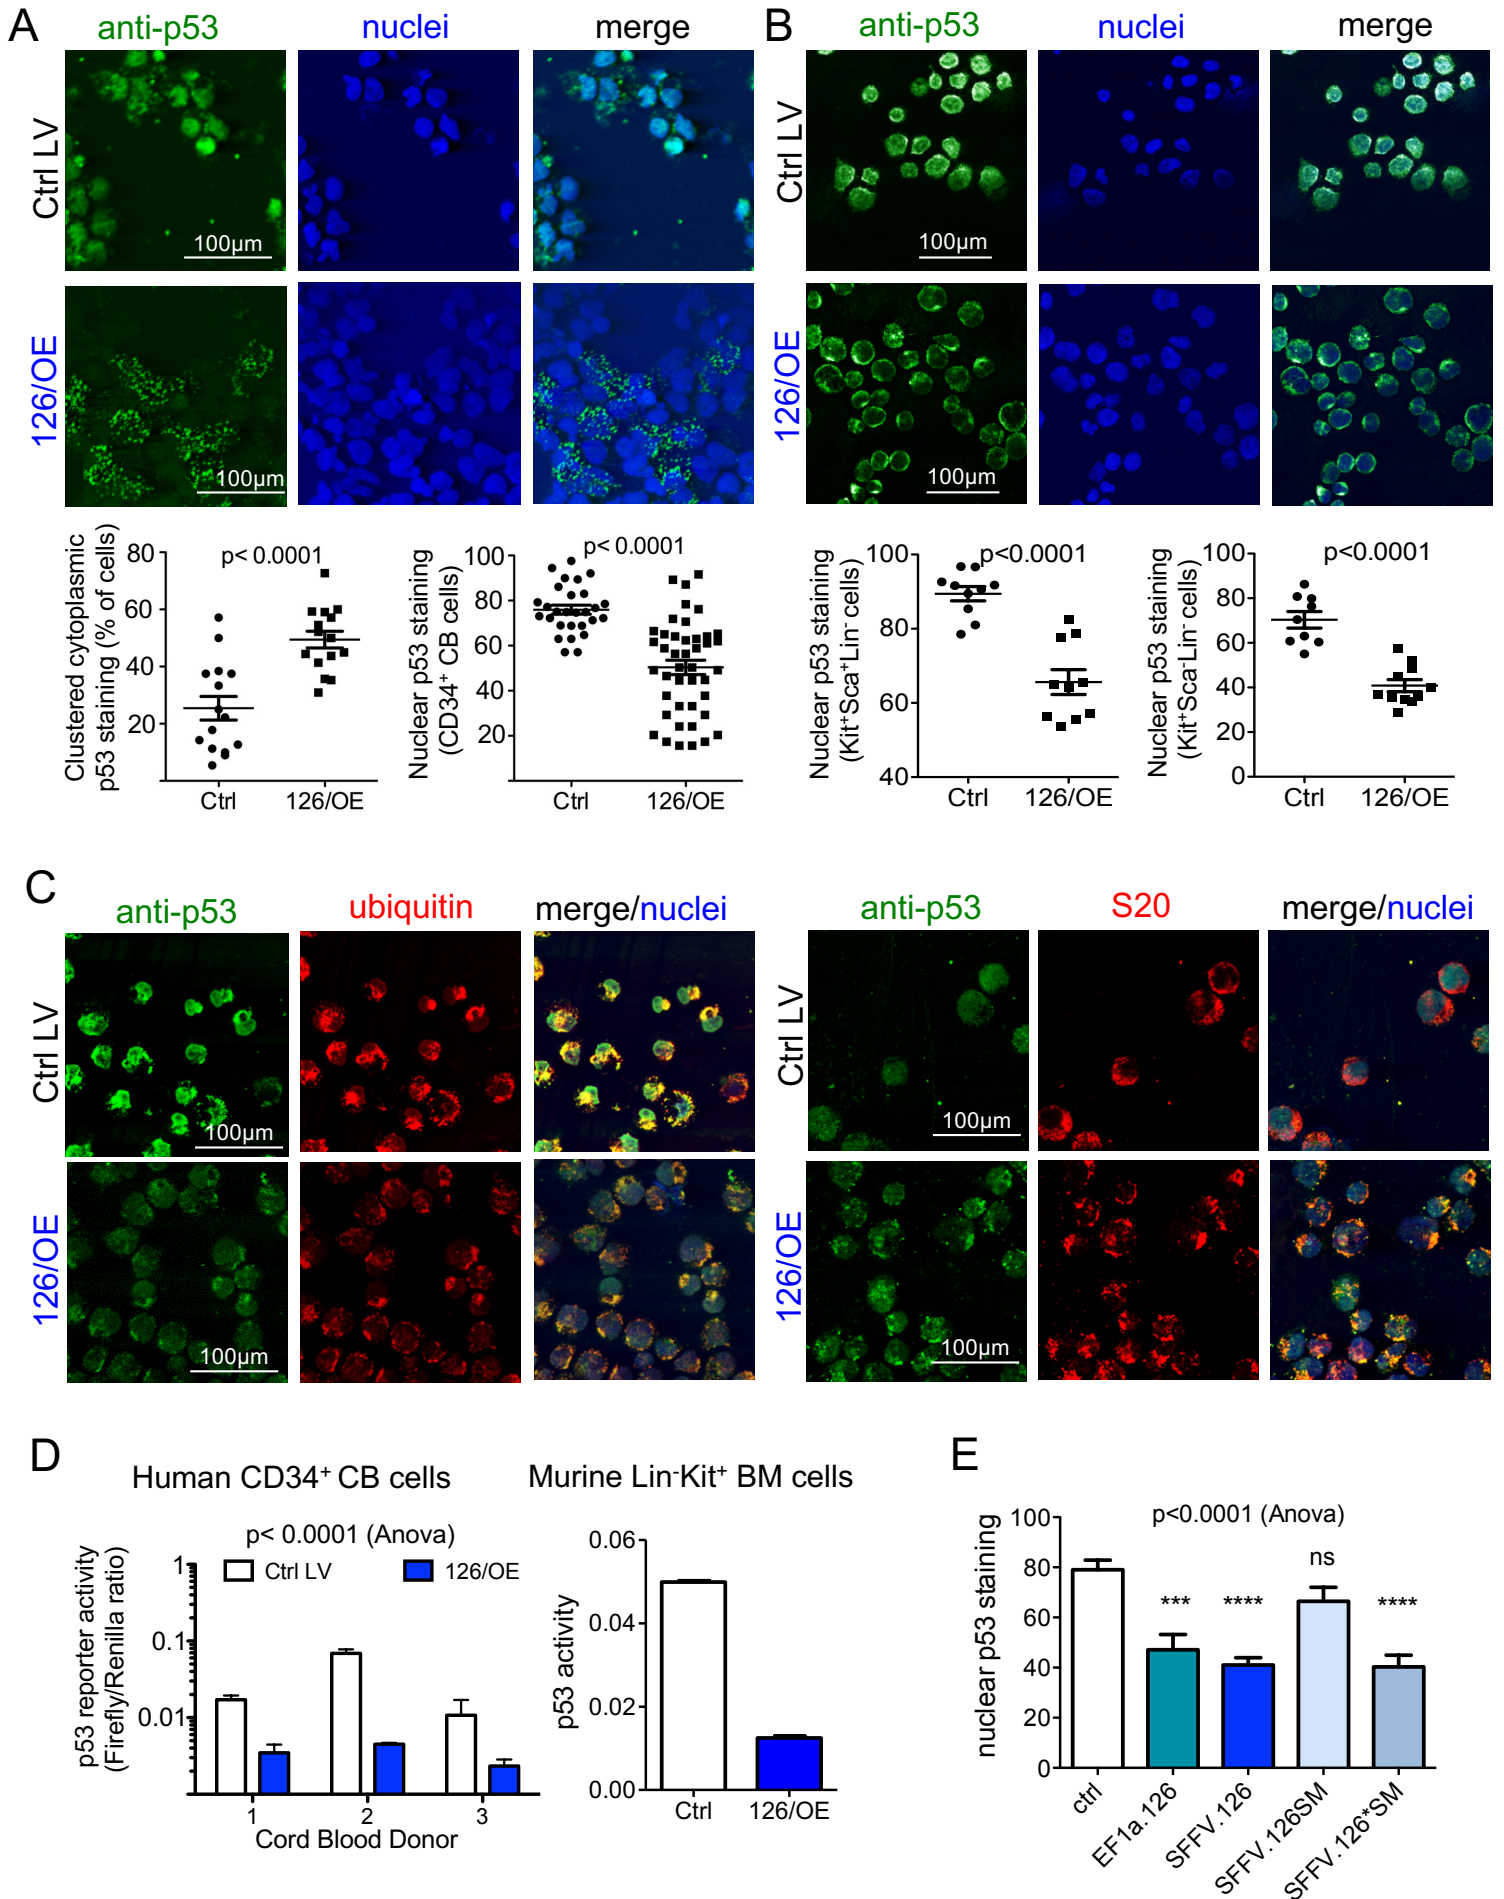 A
anti-p53
nuclei
merge
B
anti-p53
nuclei
merge
Ctrl LV
100µm
Ctrl LV
100µm
126/OE
100µm
126/OE
100µm
Clustered cytoplasmic
p53 staining (% of cells)
80
60
40
20
p< 0.0001
Ctrl
126/OE
Nuclear p53 staining
(CD34+ CB cells)
100
80
60
40
20
p< 0.0001
Ctrl
126/OE
Nuclear p53 staining
(Kit+Sca+Lin- cells)
100
80
60
40
p<0.0001
Ctrl
126/OE
Nuclear p53 staining
(Kit+Sca-Lin- cells)
100
80
60
40
20
0
p<0.0001
Ctrl
126/OE
C
anti-p53
ubiquitin
merge/nuclei
anti-p53
S20
merge/nuclei
Ctrl LV
100µm
Ctrl LV
100µm
126/OE
100µm
126/OE
100µm
D
Human CD34+ CB cells
p< 0.0001 (Anova)
Ctrl LV
126/OE
p53 reporter activity
(Firefly/Renilla ratio)
1
0.1
0.01
1
2
3
Cord Blood Donor
Murine Lin-Kit+ BM cells
p53 activity
0.06
0.04
0.02
0.00
Ctrl
126/OE
E
p<0.0001 (Anova)
nuclear p53 staining
100
80
60
40
20
0
***
****
ns
****
ctrl
EF1a.126
SFFV.126
SFFV.126SM
SFFV.126*SM